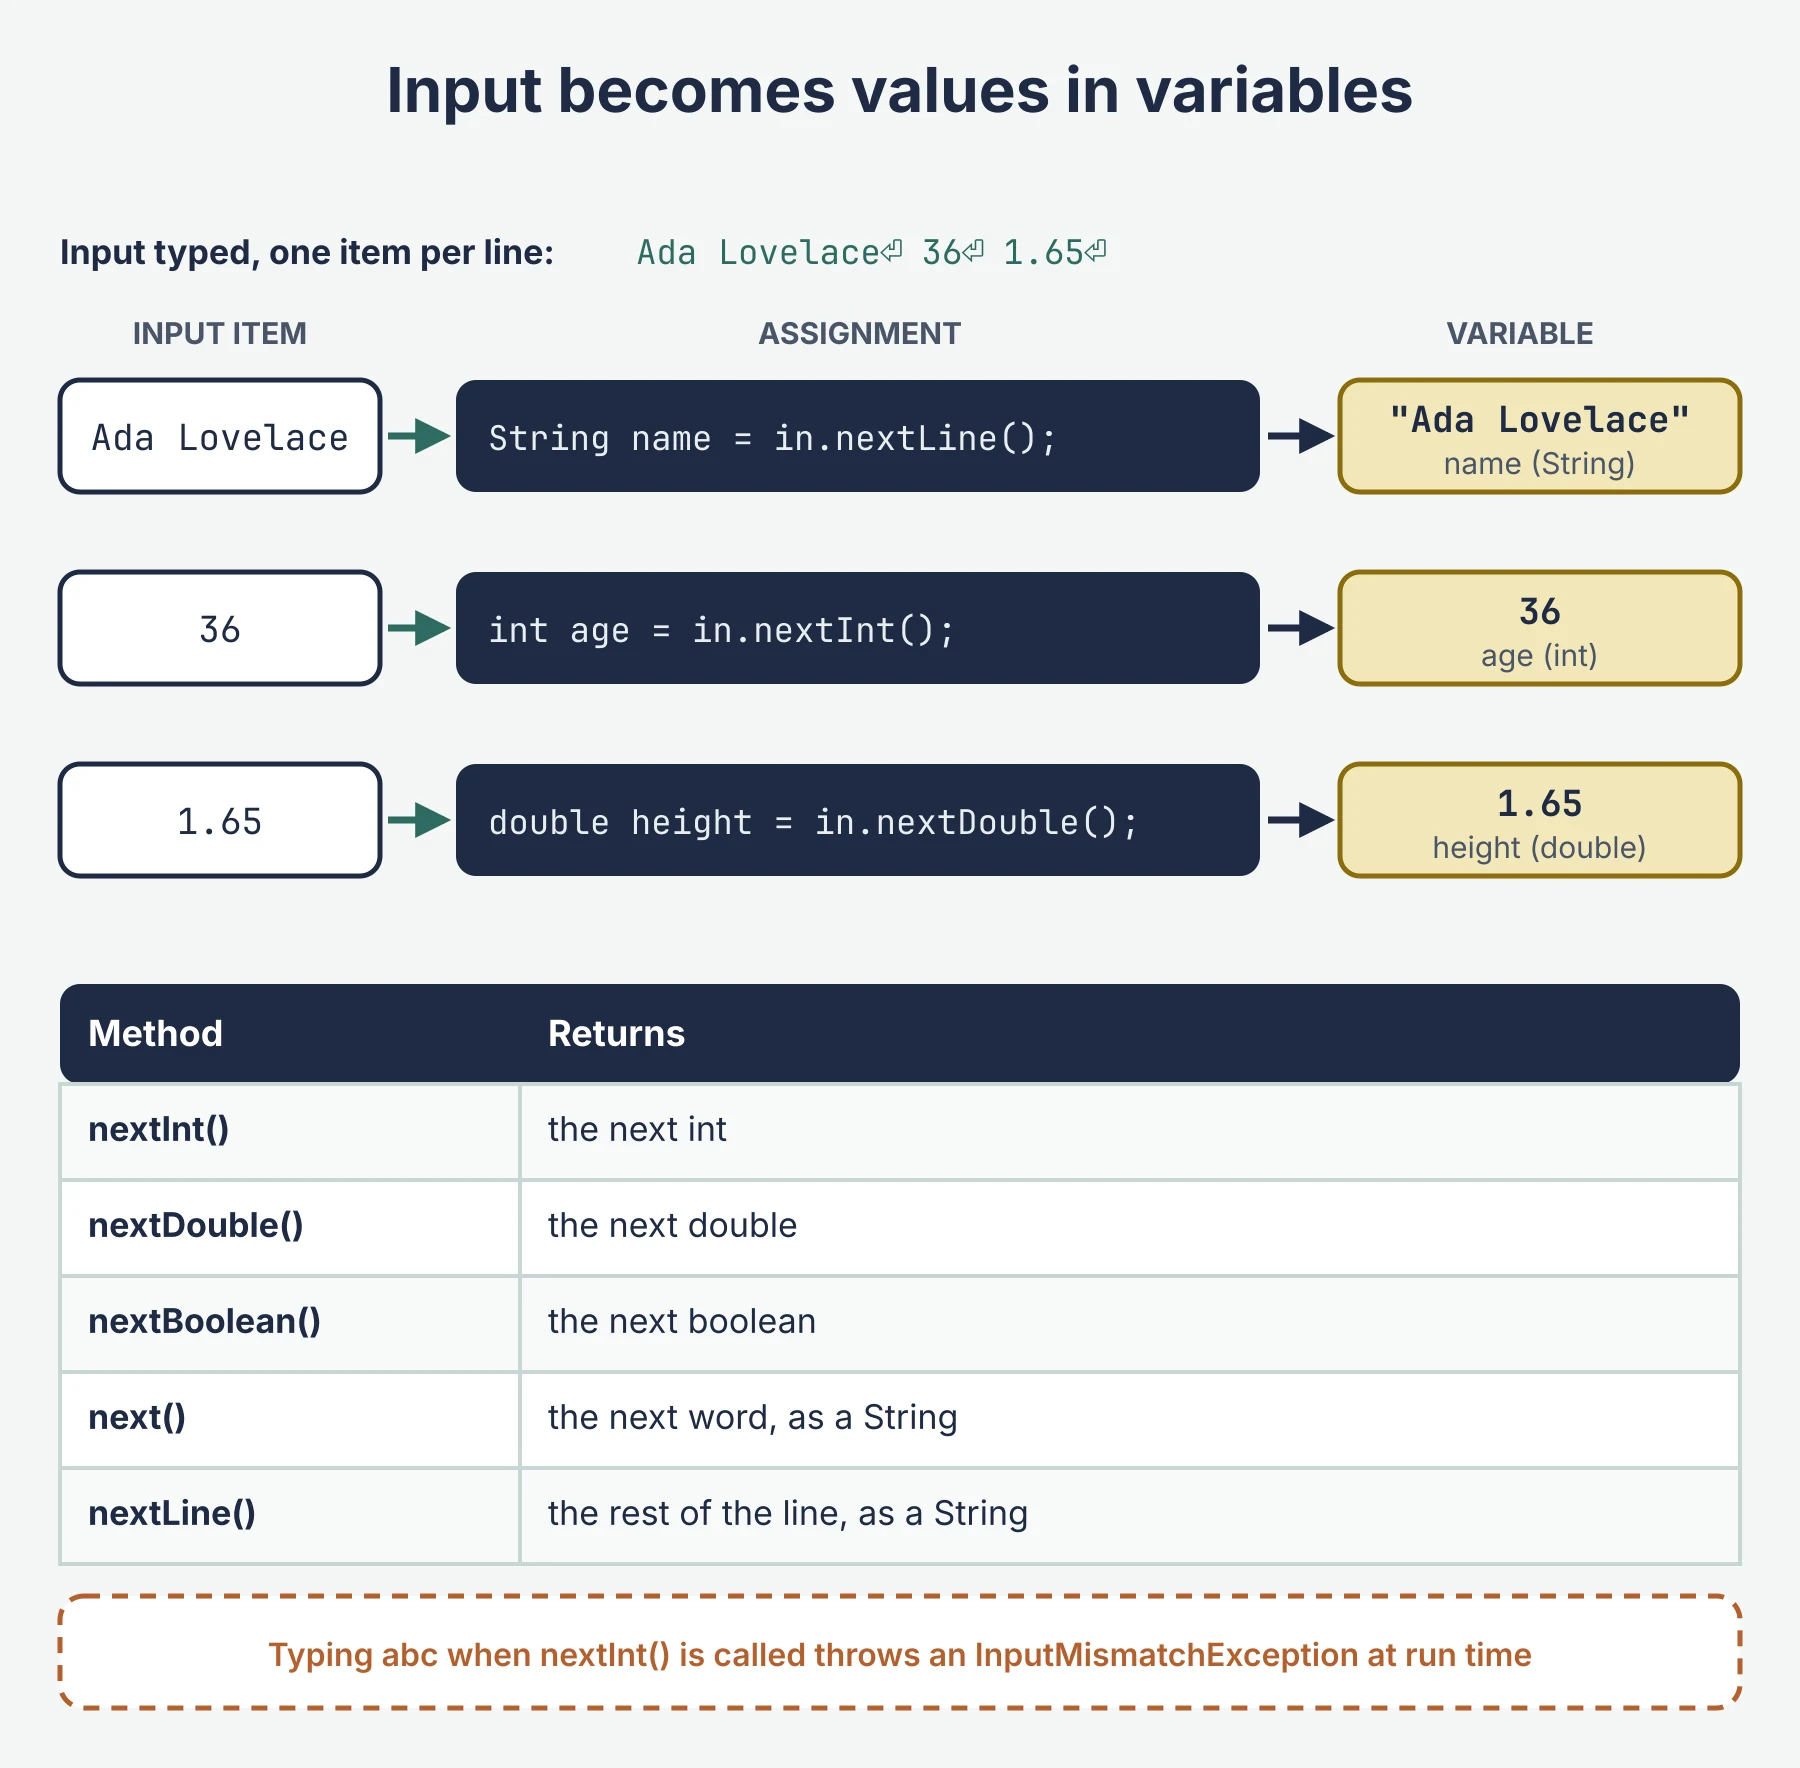 Input becomes values in variables
Input typed, one item per line: Ada Lovelace⏎ 36⏎ 1.65⏎
INPUT ITEM ASSIGNMENT VARIABLE
Ada Lovelace String name = in.nextLine(); "Ada Lovelace"
name (String)
36 int age = in.nextInt(); 36
age (int)
1.65 double height = in.nextDouble(); 1.65
height (double)
Method Returns
nextInt() the next int
nextDouble() the next double
nextBoolean() the next boolean
next() the next word, as a String
nextLine() the rest of the line, as a String
Typing abc when nextInt() is called throws an InputMismatchException at run time